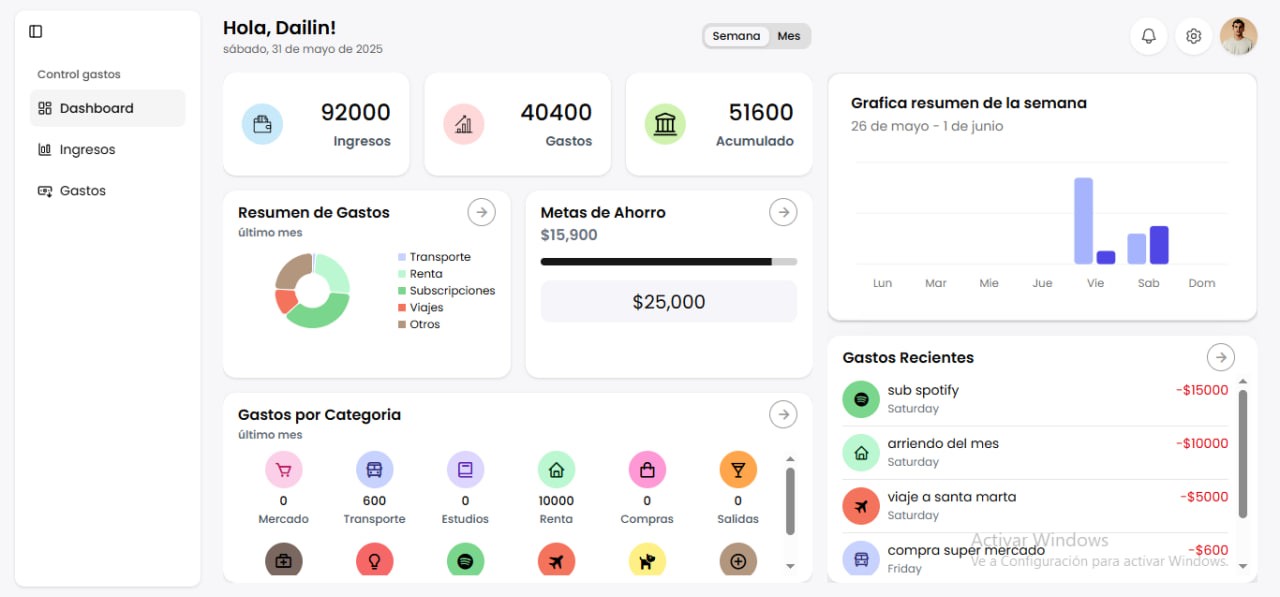 Hola, Dailin!
sábado, 31 de mayo de 2025
Semana Mes
Control gastos
Dashboard
Ingresos
Gastos
92000
Ingresos
40400
Gastos
51600
Acumulado
Grafica resumen de la semana
26 de mayo - 1 de junio
Lun Mar Mie Jue Vie Sab Dom
Resumen de Gastos
último mes
Transporte
Renta
Subscripciones
Viajes
Otros
Metas de Ahorro
$15,900
$25,000
Gastos por Categoria
último mes
0 600 0 10000 0 0
Mercado Transporte Estudios Renta Compras Salidas
Gastos Recientes
sub spotify -$15000
Saturday
arriendo del mes -$10000
Saturday
viaje a santa marta -$5000
Saturday
compra super mercado -$600
Friday
Activar Windows
Ve a Configuración para activar Windows.